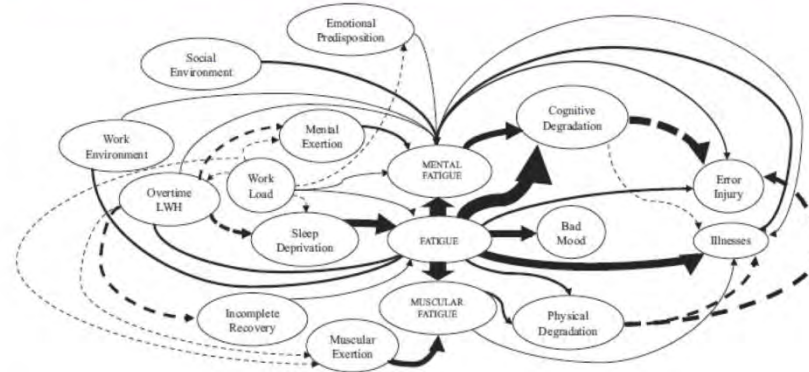 Emotional
Predisposition
Social
Environment
Cognitive
Degradation
Work
Environment
Mental
Exertion
MENTAL
FATIGUE
Error
Injury
Overtime
LWH
Work
Load
Sleep
Deprivation
FATIGUE
Bad
Mood
Illnesses
Incomplete
Recovery
MUSCULAR
FATIGUE
Physical
Degradation
Muscular
Exertion